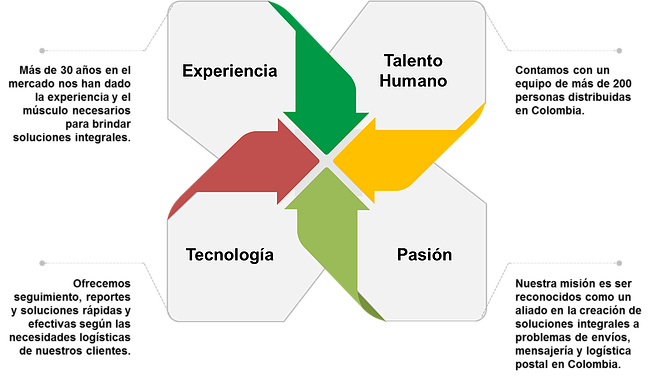 Experiencia
Talento
Humano
Más de 30 años en el
mercado nos han dado
la experiencia y el
músculo necesarios
para brindar
soluciones integrales.
Contamos con un
equipo de más de 200
personas distribuidas
en Colombia.
Tecnología
Pasión
Ofrecemos
seguimiento, reportes
y soluciones rápidas y
efectivas según las
necesidades logísticas
de nuestros clientes.
Nuestra misión es ser
reconocidos como un
aliado en la creación de
soluciones integrales a
problemas de envíos,
mensajería y logística
postal en Colombia.